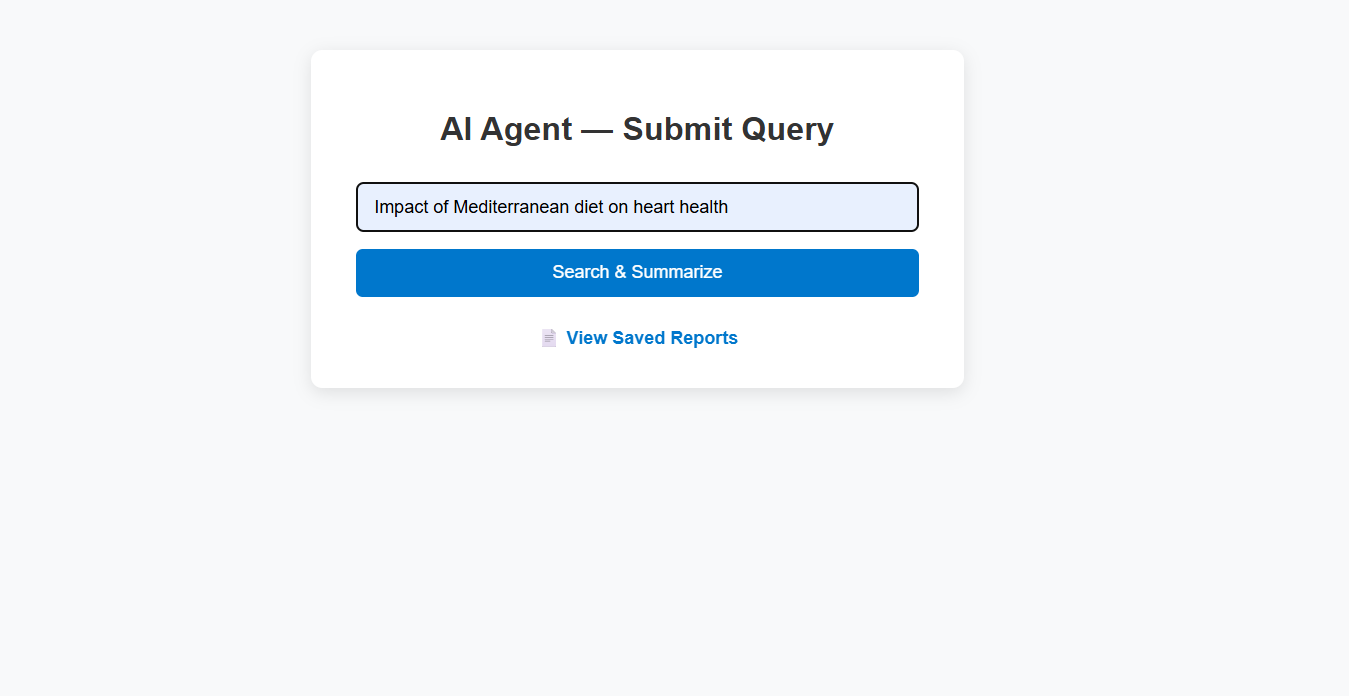 AI Agent — Submit Query
Impact of Mediterranean diet on heart health
Search & Summarize
View Saved Reports